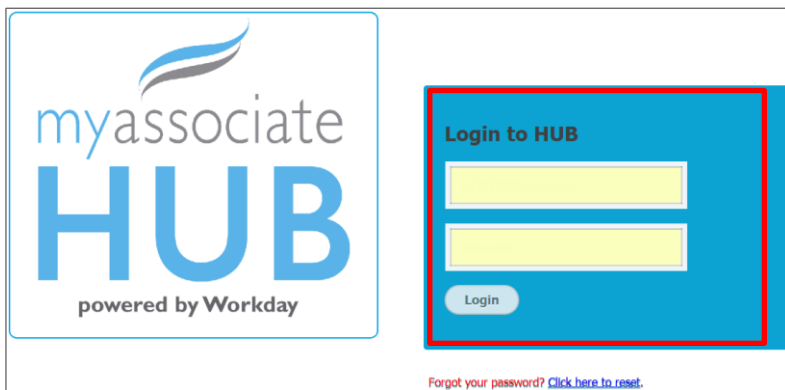 myassociate
HUB
powered by Workday
Login to HUB
Login
Forgot your password? Click here to reset.